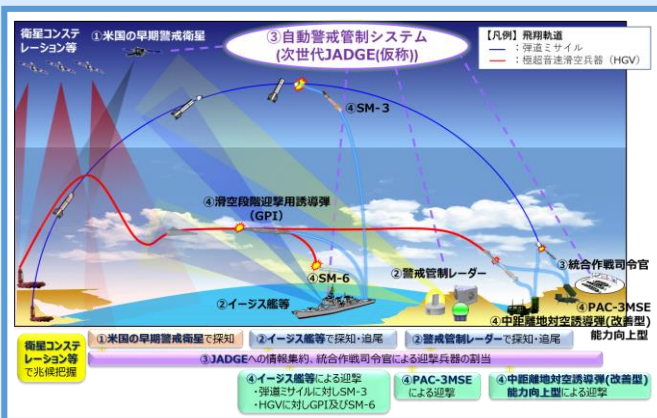 衛星コンステ
レーション等
①米国の早期警戒衛星
③自動警戒管制システム
(次世代JADGE(仮称))
【凡例】飛翔軌道
:弾道ミサイル
:極超音速滑空兵器(HGV)
④SM-3
④滑空段階迎撃用誘導弾
(GPI)
④SM-6
②イージス艦等
②警戒管制レーダー
③統合作戦司令官
④PAC-3MSE
④中距離地対空誘導弾(改善型)
能力向上型
衛星コンステ
レーション等
で兆候把握
①米国の早期警戒衛星で探知
②イージス艦等で探知・追尾
②警戒管制レーダーで探知・追尾
③JADGEへの情報集約、統合作戦司令官による迎撃兵器の割当
④イージス艦等による迎撃
・弾道ミサイルに対しSM-3
・HGVに対しGPI及びSM-6
④PAC-3MSE
による迎撃
④中距離地対空誘導弾(改善型)
能力向上型による迎撃